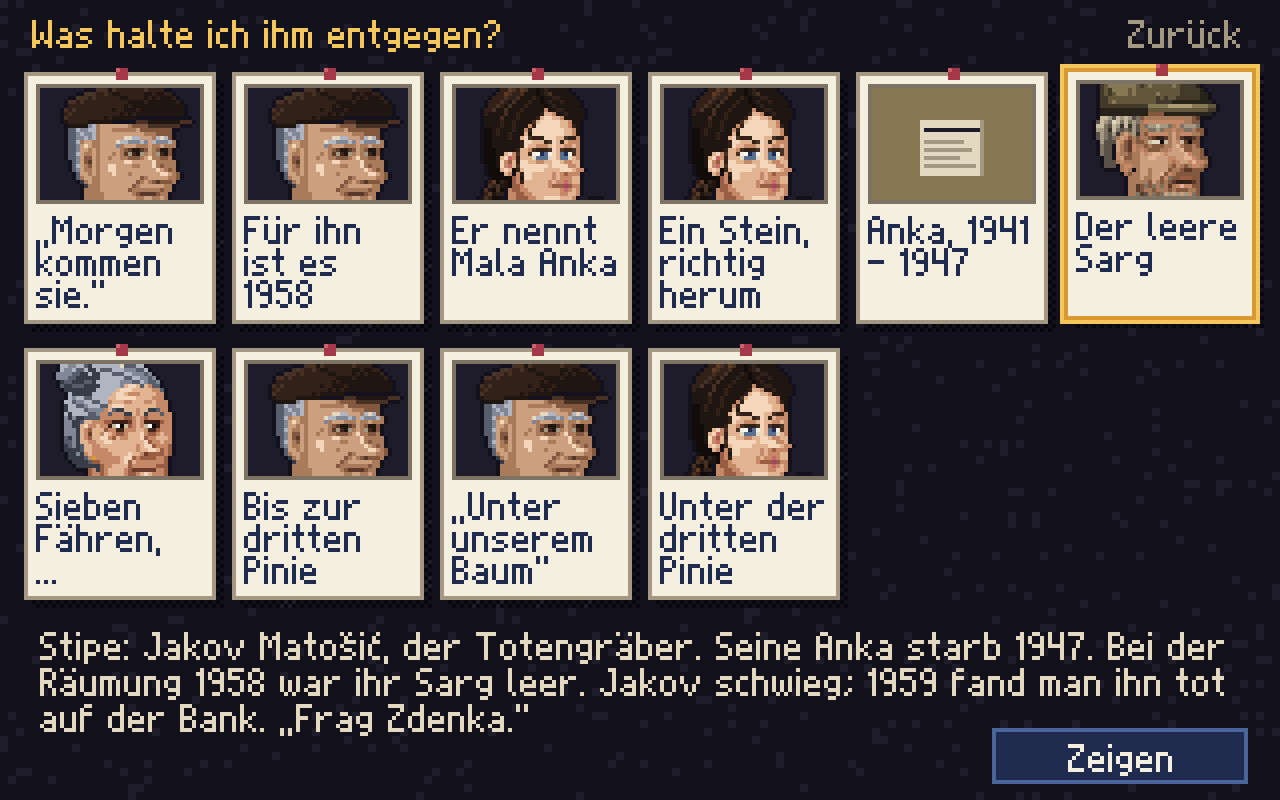 Was halte ich ihm entgegen?
Zurück
„Morgen
kommen
sie."
Für ihn
ist es
1958
Er nennt
Mala Anka
Ein Stein,
richtig
herum
Anka, 1941
– 1947
Der leere
Sarg
Sieben
Fähren,
...
Bis zur
dritten
Pinie
„Unter
unserem
Baum"
Unter der
dritten
Pinie
Stipe: Jakov Matošić, der Totengräber. Seine Anka starb 1947. Bei der
Räumung 1958 war ihr Sarg leer. Jakov schwieg; 1959 fand man ihn tot
auf der Bank. „Frag Zdenka."
Zeigen